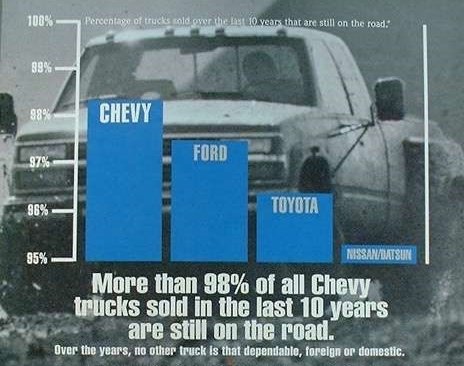 Percentage of trucks sold over the last 10 years that are still on the road.*
100%
99%
98%
97%
96%
95%
CHEVY
FORD
TOYOTA
NISSAN/DATSUN
More than 98% of all Chevy
trucks sold in the last 10 years
are still on the road.
Over the years, no other truck is that dependable, foreign or domestic.